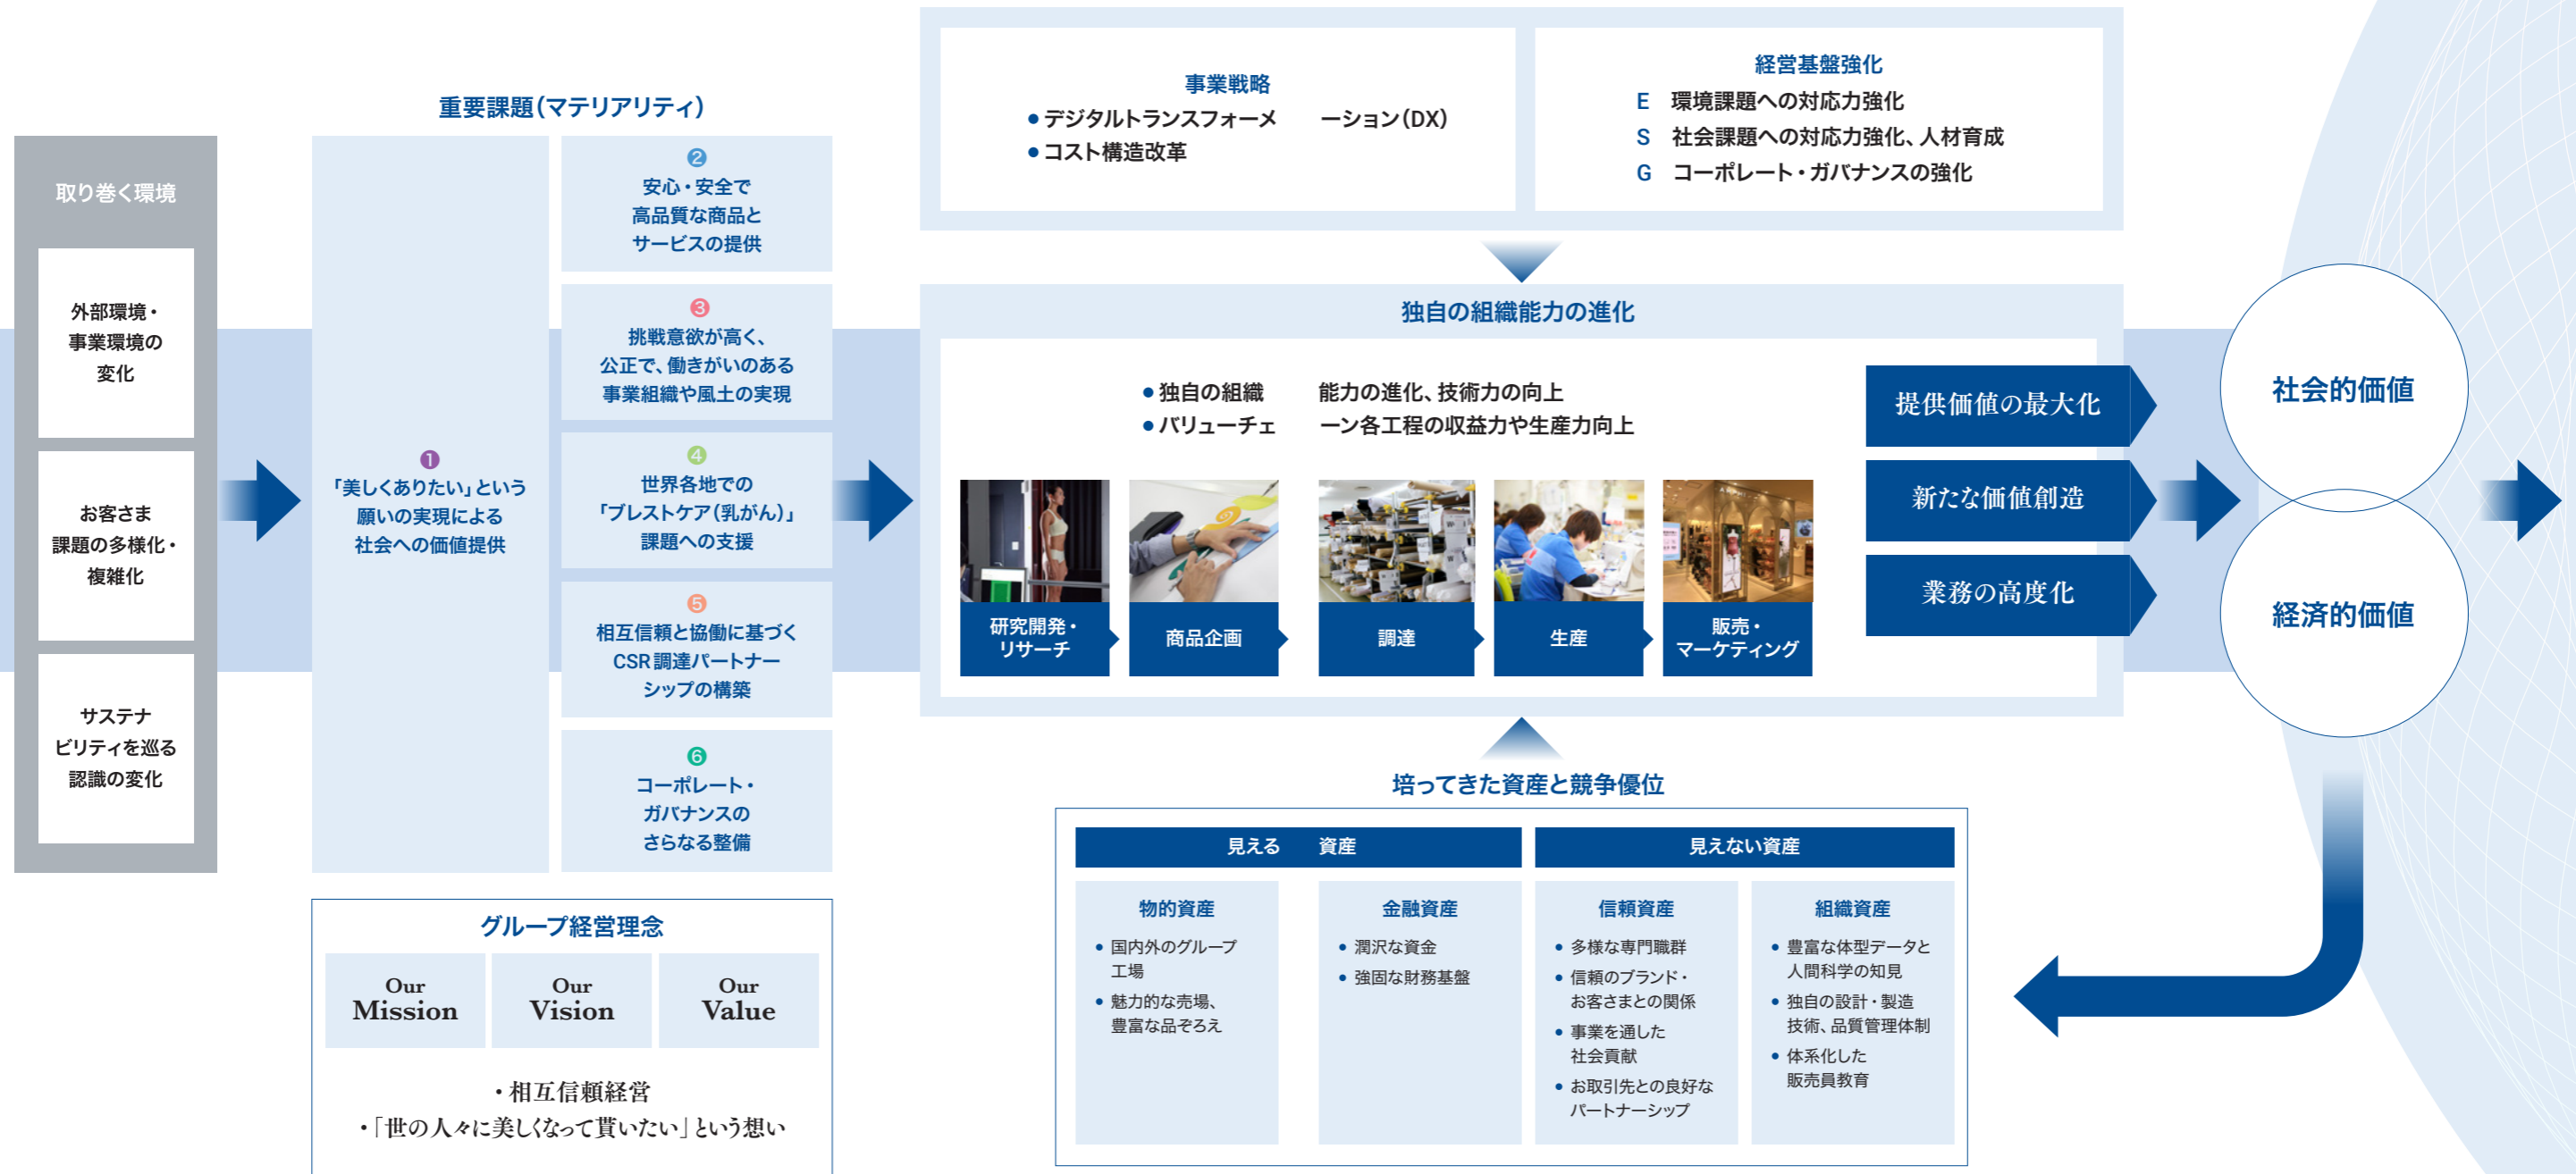 取り巻く環境
外部環境・
事業環境の
変化
お客さま
課題の多様化・
複雑化
サステナ
ビリティを巡る
認識の変化
重要課題（マテリアリティ）
❶
「美しくありたい」という
願いの実現による
社会への価値提供
❷
安心・安全で
高品質な商品と
サービスの提供
❸
挑戦意欲が高く、
公正で、働きがいのある
事業組織や風土の実現
❹
世界各地での
「ブレストケア（乳がん）」
課題への支援
❺
相互信頼と協働に基づく
CSR調達パートナー
シップの構築
❻
コーポレート・
ガバナンスの
さらなる整備
グループ経営理念
Our
Mission
Our
Vision
Our
Value
・相互信頼経営
・「世の人々に美しくなって貰いたい」という想い
事業戦略
● デジタルトランスフォーメ ーション（DX）
● コスト構造改革
経営基盤強化
E 環境課題への対応力強化
S 社会課題への対応力強化、人材育成
G コーポレート・ガバナンスの強化
独自の組織能力の進化
● 独自の組織 能力の進化、技術力の向上
● バリューチェ ーン各工程の収益力や生産力向上
研究開発・
リサーチ
商品企画
調達
生産
販売・
マーケティング
提供価値の最大化
新たな価値創造
業務の高度化
社会的価値
経済的価値
培ってきた資産と競争優位
見える 資産
見えない資産
物的資産
● 国内外のグループ
工場
● 魅力的な売場、
豊富な品ぞろえ
金融資産
● 潤沢な資金
● 強固な財務基盤
信頼資産
● 多様な専門職群
● 信頼のブランド・
お客さまとの関係
● 事業を通した
社会貢献
● お取引先との良好な
パートナーシップ
組織資産
● 豊富な体型データと
人間科学の知見
● 独自の設計・製造
技術、品質管理体制
● 体系化した
販売員教育